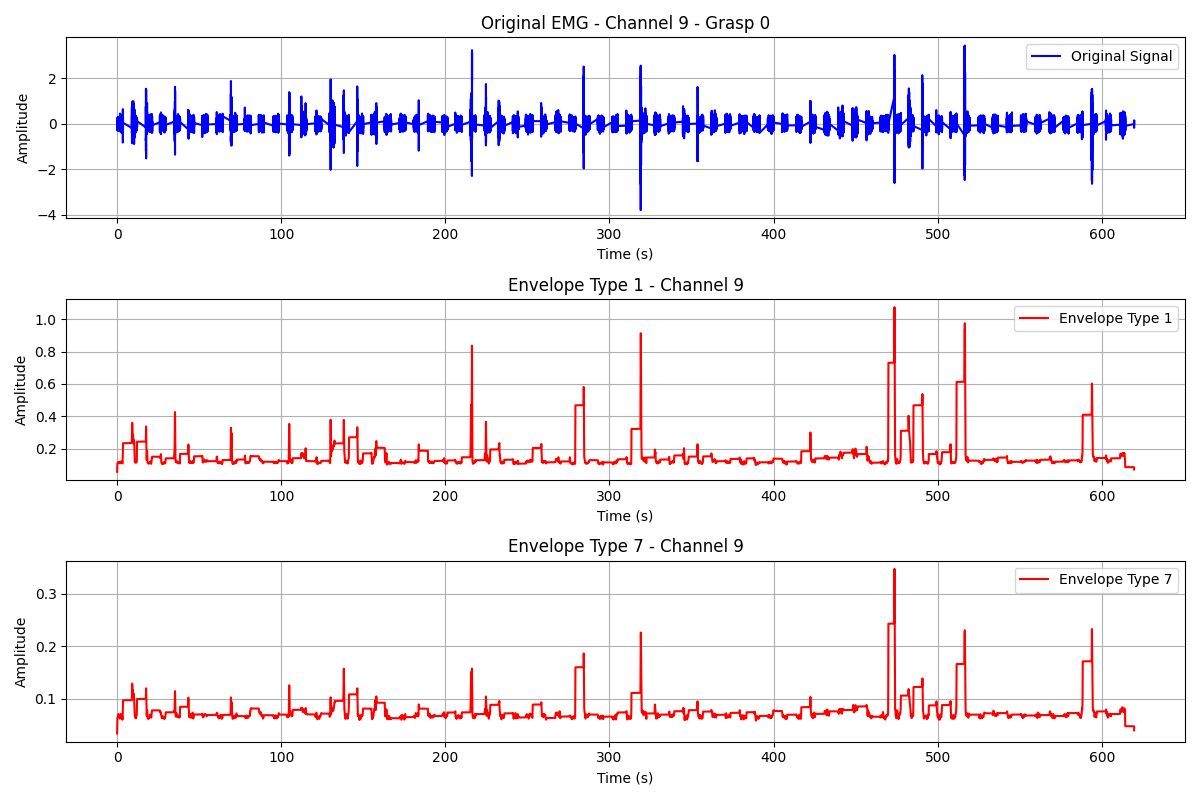 Original EMG - Channel 9 - Grasp 0
Original Signal
Amplitude
2
0
−2
−4
0 100 200 300 400 500 600
Time (s)
Envelope Type 1 - Channel 9
Envelope Type 1
Amplitude
1.0
0.8
0.6
0.4
0.2
0 100 200 300 400 500 600
Time (s)
Envelope Type 7 - Channel 9
Envelope Type 7
Amplitude
0.3
0.2
0.1
0 100 200 300 400 500 600
Time (s)